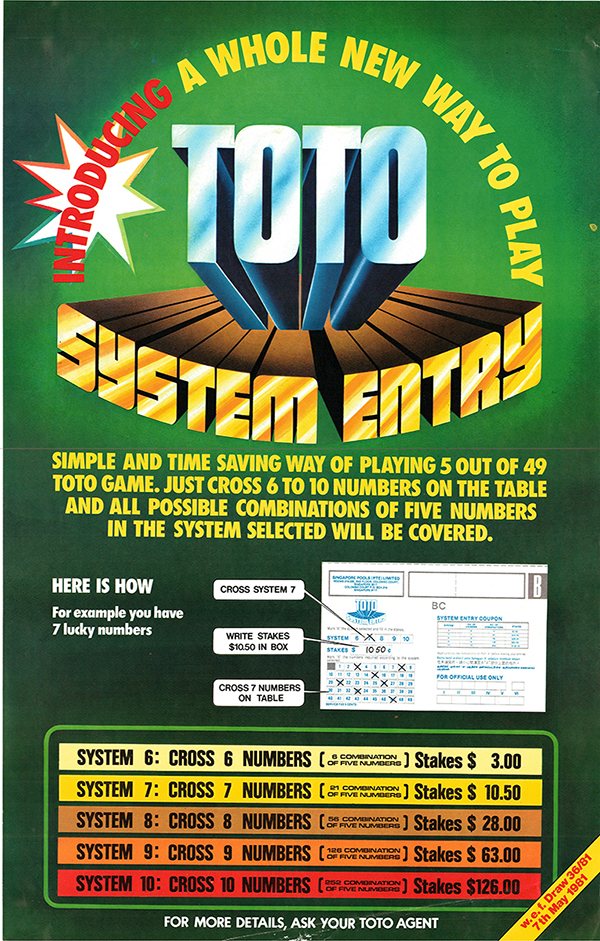 INTRODUCING A WHOLE NEW WAY TO PLAY
TOTO
SYSTEM ENTRY
SIMPLE AND TIME SAVING WAY OF PLAYING 5 OUT OF 49
TOTO GAME. JUST CROSS 6 TO 10 NUMBERS ON THE TABLE
AND ALL POSSIBLE COMBINATIONS OF FIVE NUMBERS
IN THE SYSTEM SELECTED WILL BE COVERED.
HERE IS HOW
For example you have
7 lucky numbers
CROSS SYSTEM 7
WRITE STAKES
$10.50 IN BOX
CROSS 7 NUMBERS
ON TABLE
SINGAPORE POOLS (PTE) LIMITED
TOTO
SYSTEM ENTRY
SYSTEM 6 8 9 10
STAKES $ 10 50 c
B
BC
SYSTEM ENTRY COUPON
FOR OFFICIAL USE ONLY
I II III IV V VI
SYSTEM 6: CROSS 6 NUMBERS [6 COMBINATION OF FIVE NUMBERS] Stakes $ 3.00
SYSTEM 7: CROSS 7 NUMBERS [21 COMBINATION OF FIVE NUMBERS] Stakes $ 10.50
SYSTEM 8: CROSS 8 NUMBERS [56 COMBINATION OF FIVE NUMBERS] Stakes $ 28.00
SYSTEM 9: CROSS 9 NUMBERS [126 COMBINATION OF FIVE NUMBERS] Stakes $ 63.00
SYSTEM 10: CROSS 10 NUMBERS [252 COMBINATION OF FIVE NUMBERS] Stakes $126.00
w.e.f. Draw 36/81
7th May 1981
FOR MORE DETAILS, ASK YOUR TOTO AGENT